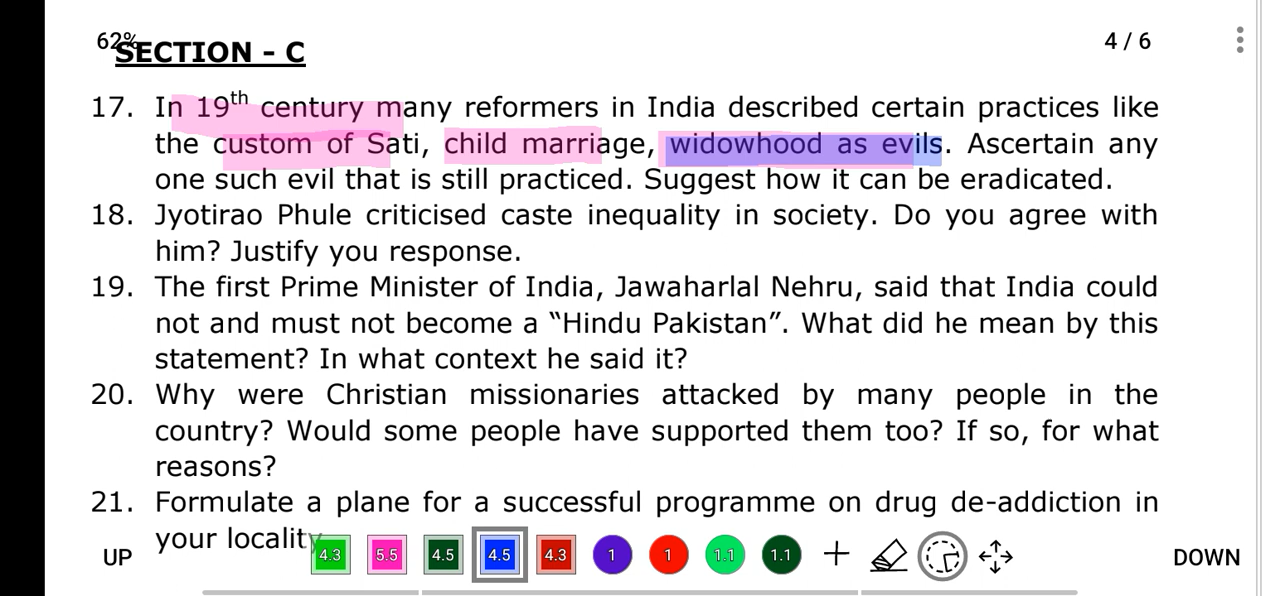 62%
4 / 6
SECTION - C
17. In 19th century many reformers in India described certain practices like
the custom of Sati, child marriage, widowhood as evils. Ascertain any
one such evil that is still practiced. Suggest how it can be eradicated.
18. Jyotirao Phule criticised caste inequality in society. Do you agree with
him? Justify you response.
19. The first Prime Minister of India, Jawaharlal Nehru, said that India could
not and must not become a “Hindu Pakistan”. What did he mean by this
statement? In what context he said it?
20. Why were Christian missionaries attacked by many people in the
country? Would some people have supported them too? If so, for what
reasons?
21. Formulate a plane for a successful programme on drug de-addiction in
your locality
UP 4.3 5.5 4.5 4.5 4.3 1 1 1.1 1.1 DOWN